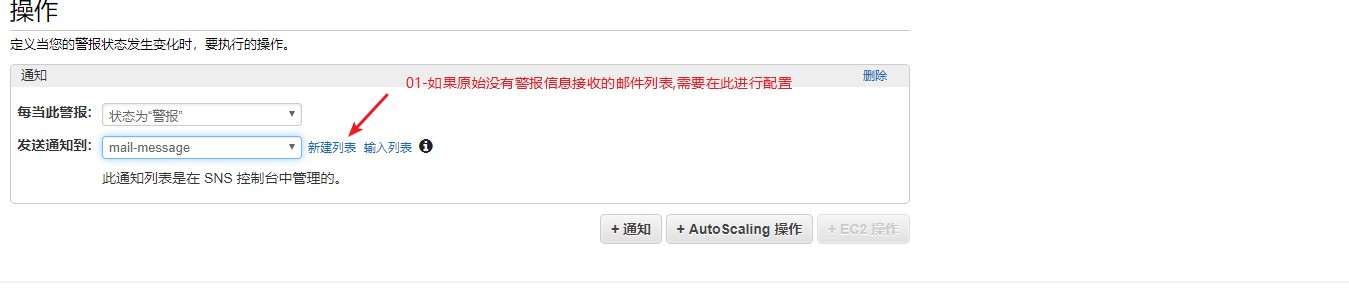 操作
定义当您的警报状态发生变化时，要执行的操作。
通知
删除
01-如果原始没有警报信息接收的邮件列表,需要在此进行配置
每当此警报： 状态为“警报”
发送通知到： mail-message 新建列表 输入列表
此通知列表是在 SNS 控制台中管理的。
+ 通知 + AutoScaling 操作 + EC2 操作